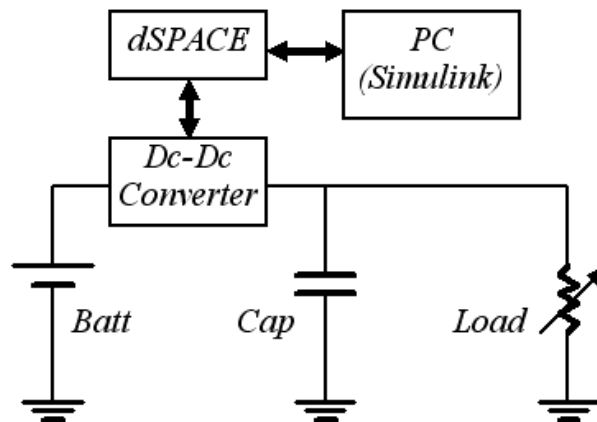 dSPACE
PC
(Simulink)
Dc-Dc
Converter
Batt
Cap
Load